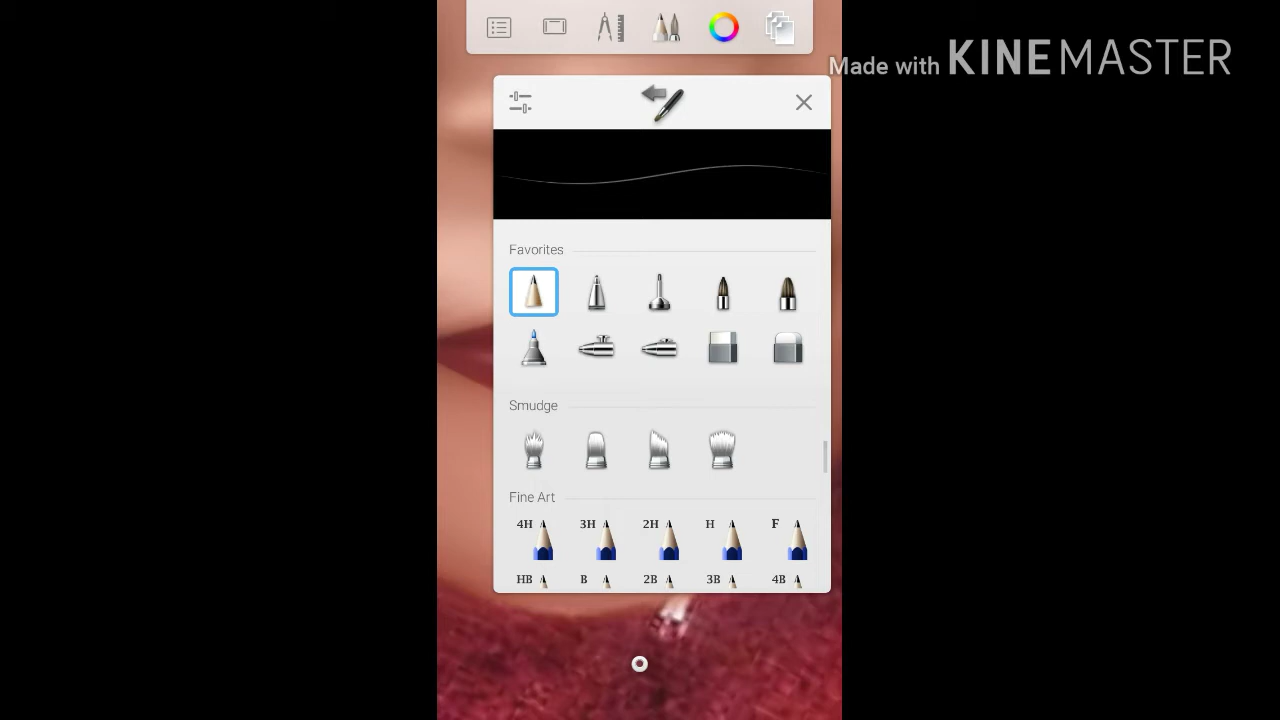 Made with KINEMASTER
Favorites
Smudge
Fine Art
4H 3H 2H H F
HB B 2B 3B 4B